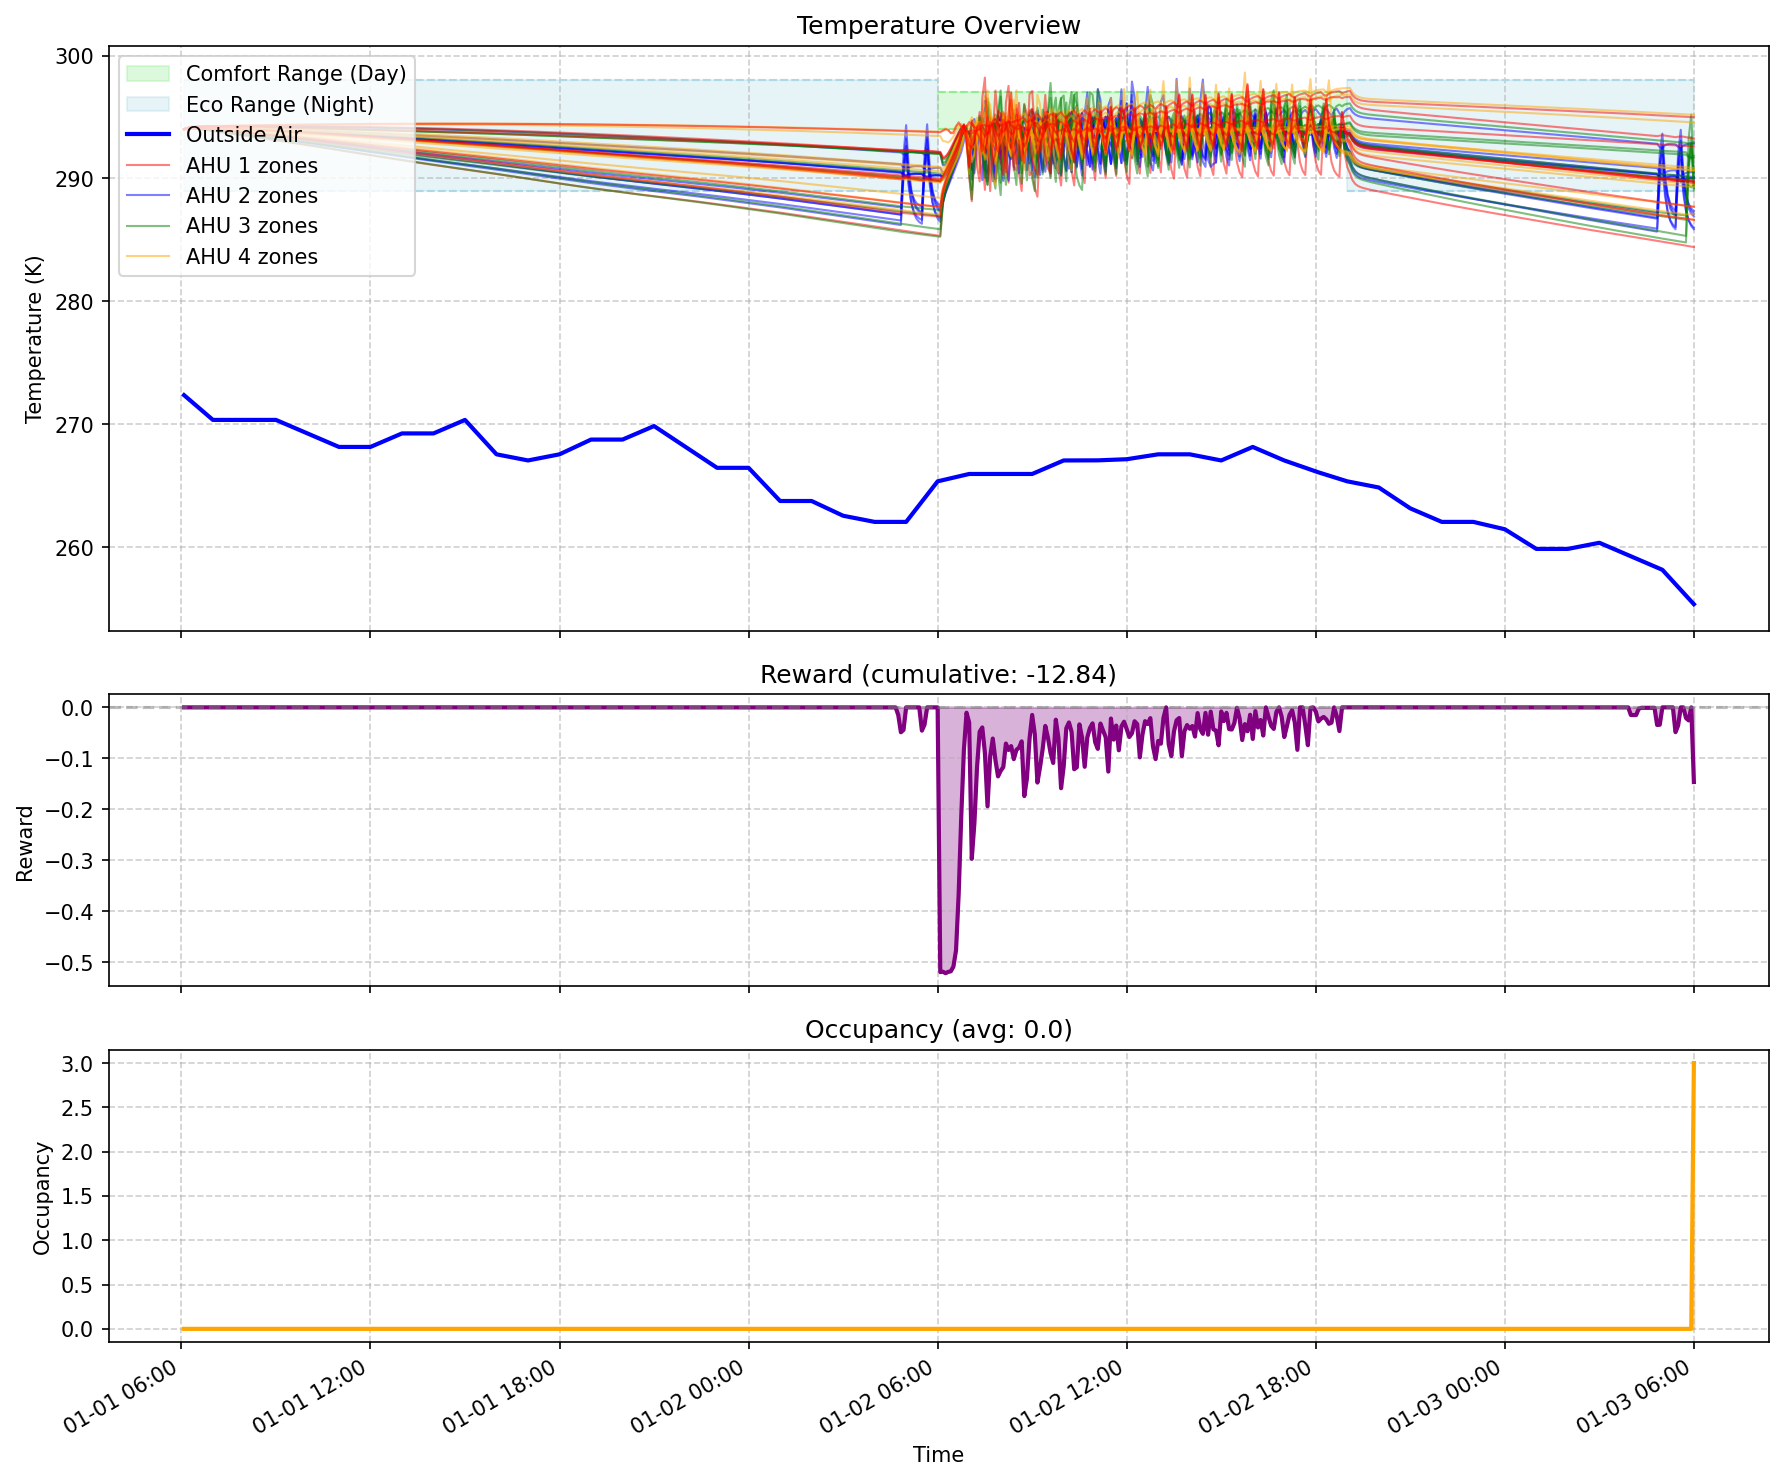 Temperature Overview
300
290
280
270
260
Temperature (K)
Comfort Range (Day)
Eco Range (Night)
Outside Air
AHU 1 zones
AHU 2 zones
AHU 3 zones
AHU 4 zones
Reward (cumulative: -12.84)
0.0
−0.1
−0.2
−0.3
−0.4
−0.5
Reward
Occupancy (avg: 0.0)
3.0
2.5
2.0
1.5
1.0
0.5
0.0
Occupancy
01-01 06:00
01-01 12:00
01-01 18:00
01-02 00:00
01-02 06:00
01-02 12:00
01-02 18:00
01-03 00:00
01-03 06:00
Time